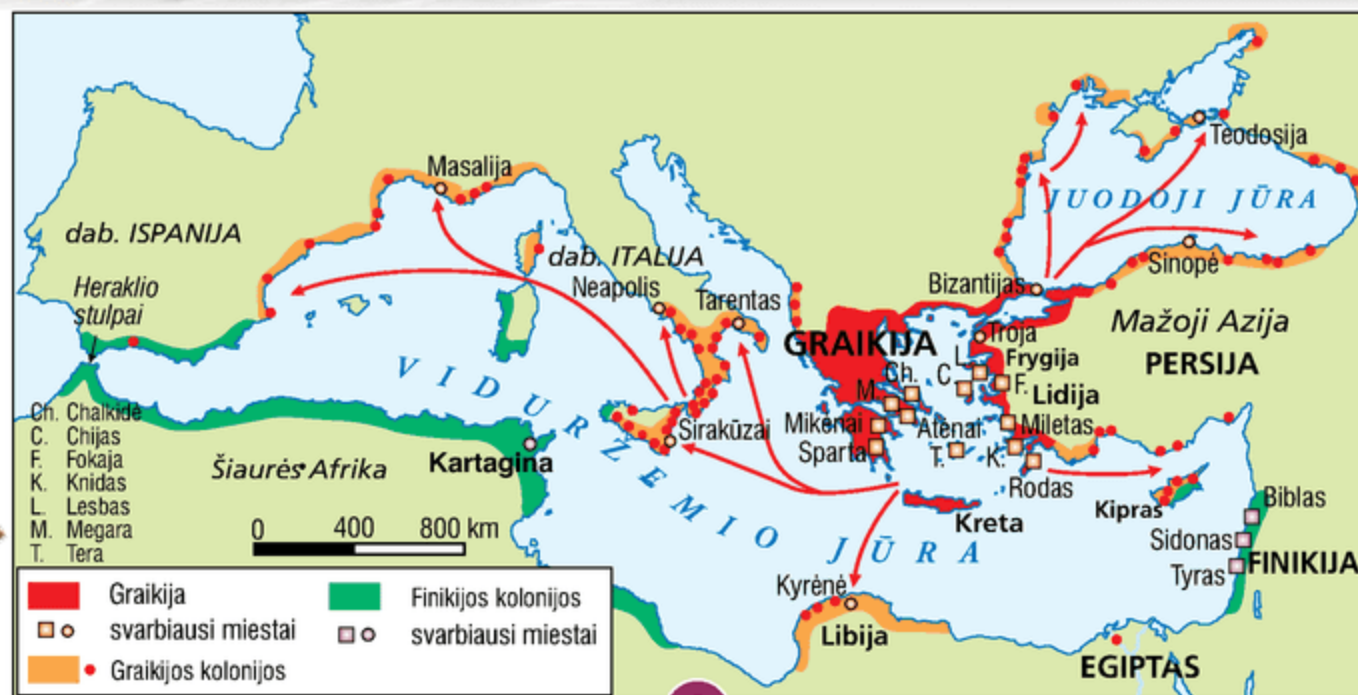 Masalija
Teodosija
JUODOJI JŪRA
dab. ISPANIJA
dab. ITALIJA
Neapolis
Tarentas
Bizantijas
Sinopė
Heraklio
stulpai
GRAIKIJA
Troja
Mažoji Azija
PERSIJA
L.
Frygija
Ch.
C.
F.
Lidija
M.
VIDURŽEMIO JŪRA
Mikėnai
Atėnai
Miletas
Sparta
T.
K.
Rodas
Sirakūzai
Kartagina
Šiaurės Afrika
Kreta
Kipras
Biblas
Sidonas
FINIKIJA
Tyras
Kyrėnė
Libija
EGIPTAS
Ch. Chalkidė
C. Chijas
F. Fokaja
K. Knidas
L. Lesbas
M. Megara
T. Tera
0 400 800 km
Graikija
svarbiausi miestai
Graikijos kolonijos
Finikijos kolonijos
svarbiausi miestai